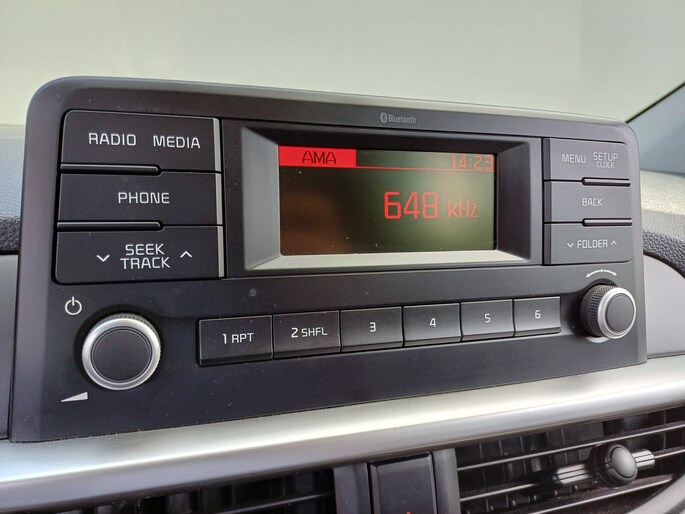 Bluetooth
RADIO MEDIA
PHONE
SEEK
TRACK
AMA 14:23
648 kHz
MENU SETUP
CLOCK
BACK
FOLDER
1 RPT
2 SHFL
3
4
5
6